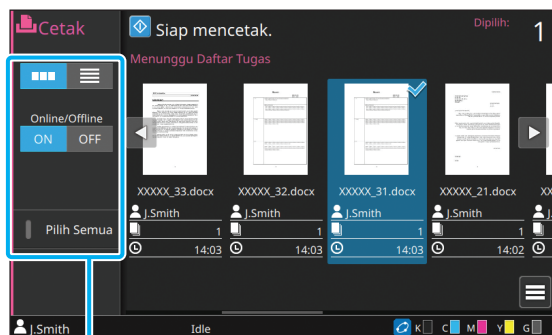 Cetak
Siap mencetak.
Dipilih:
1
Menunggu Daftar Tugas
Online/Offline
ON OFF
Pilih Semua
XXXXX_33.docx XXXXX_32.docx XXXXX_31.docx XXXXX_21.docx XX
J.Smith J.Smith J.Smith J.Smith J.
1 1 1 1
14:03 14:03 14:03 14:02
J.Smith Idle K C M Y G